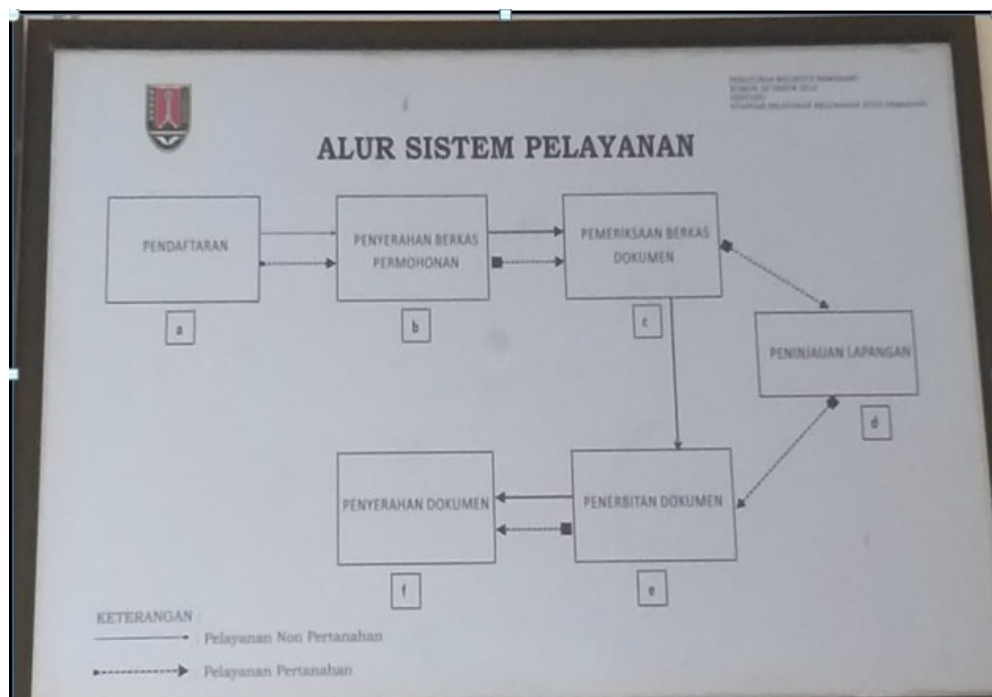 ALUR SISTEM PELAYANAN
PENDAFTARAN
a
PENYERAHAN BERKAS
PERMOHONAN
b
PEMERIKSAAN BERKAS
DOKUMEN
c
PENINJAUAN LAPANGAN
d
PENYERAHAN DOKUMEN
f
PENERBITAN DOKUMEN
e
KETERANGAN :
: Pelayanan Non Pertanahan
: Pelayanan Pertanahan